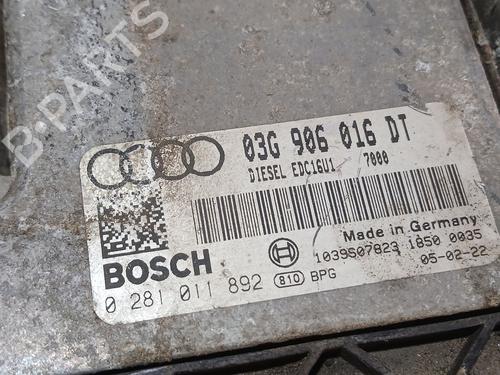 B-PARTS
03G 906 016 DT
DIESEL EDC16U1 7000
Made in Germany
BOSCH
1039S07823 1850 0035
0 281 011 892 810 BPG 05-02-22